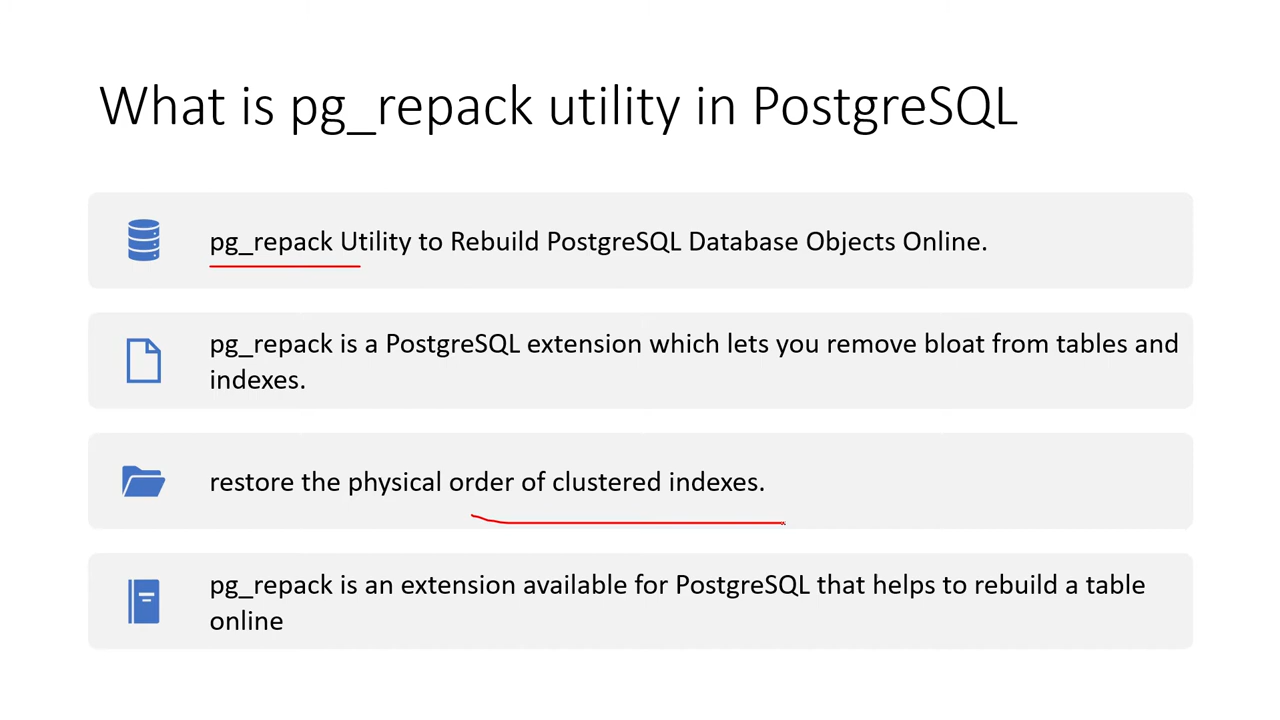 What is pg_repack utility in PostgreSQL
pg_repack Utility to Rebuild PostgreSQL Database Objects Online.
pg_repack is a PostgreSQL extension which lets you remove bloat from tables and
indexes.
restore the physical order of clustered indexes.
pg_repack is an extension available for PostgreSQL that helps to rebuild a table
online